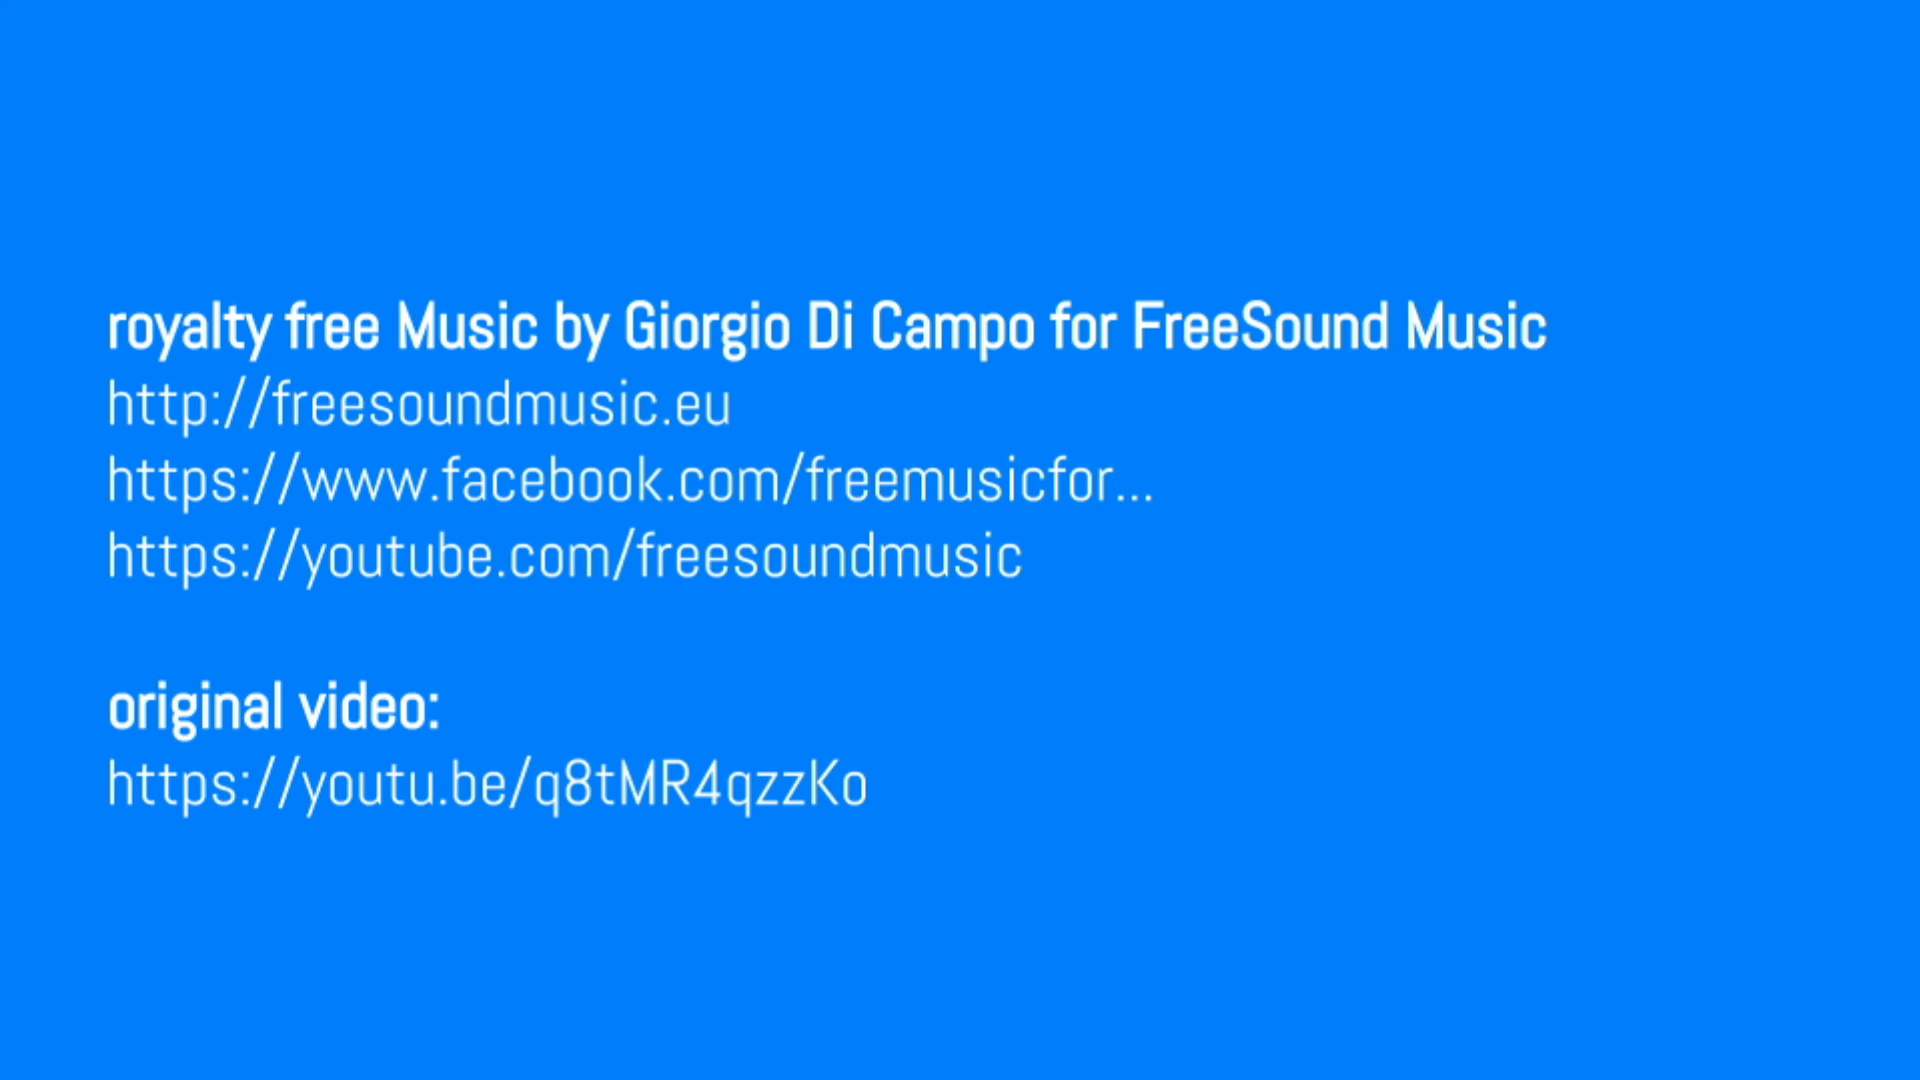 royalty free Music by Giorgio Di Campo for FreeSound Music
http://freesoundmusic.eu
https://www.facebook.com/freemusicfor...
https://youtube.com/freesoundmusic
original video:
https://youtu.be/q8tMR4qzzKo